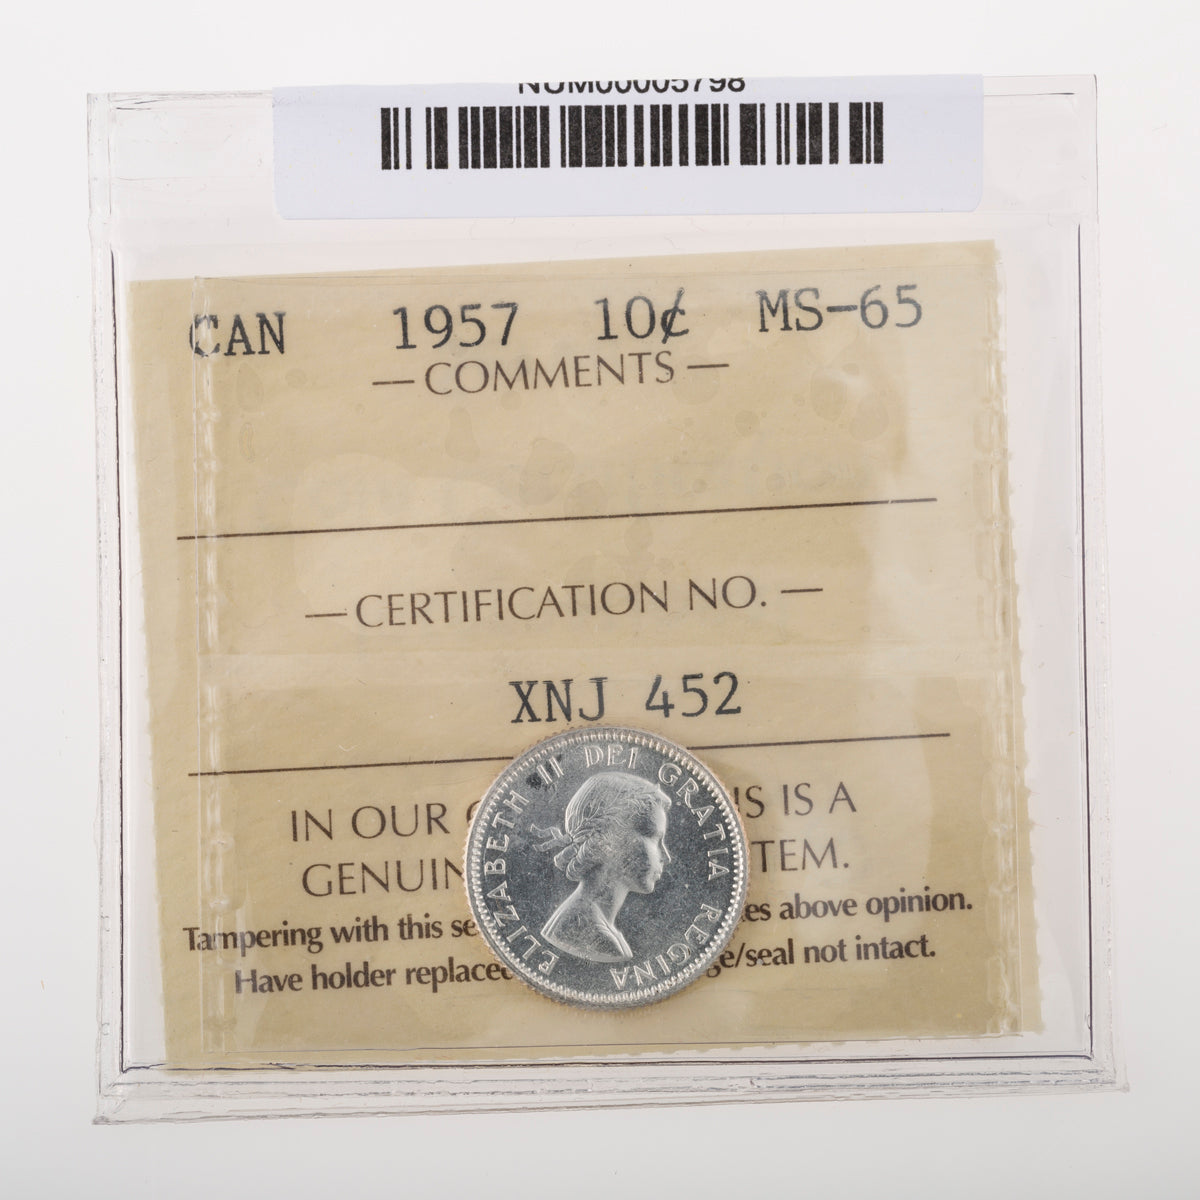 NUM00005798
CAN 1957 10¢ MS-65
— COMMENTS —
— CERTIFICATION NO. —
XNJ 452
IN OUR IS IS A
GENUIN TEM.
Tampering with this se es above opinion.
Have holder replaced ge/seal not intact.
ELIZABETH II DEI GRATIA REGINA